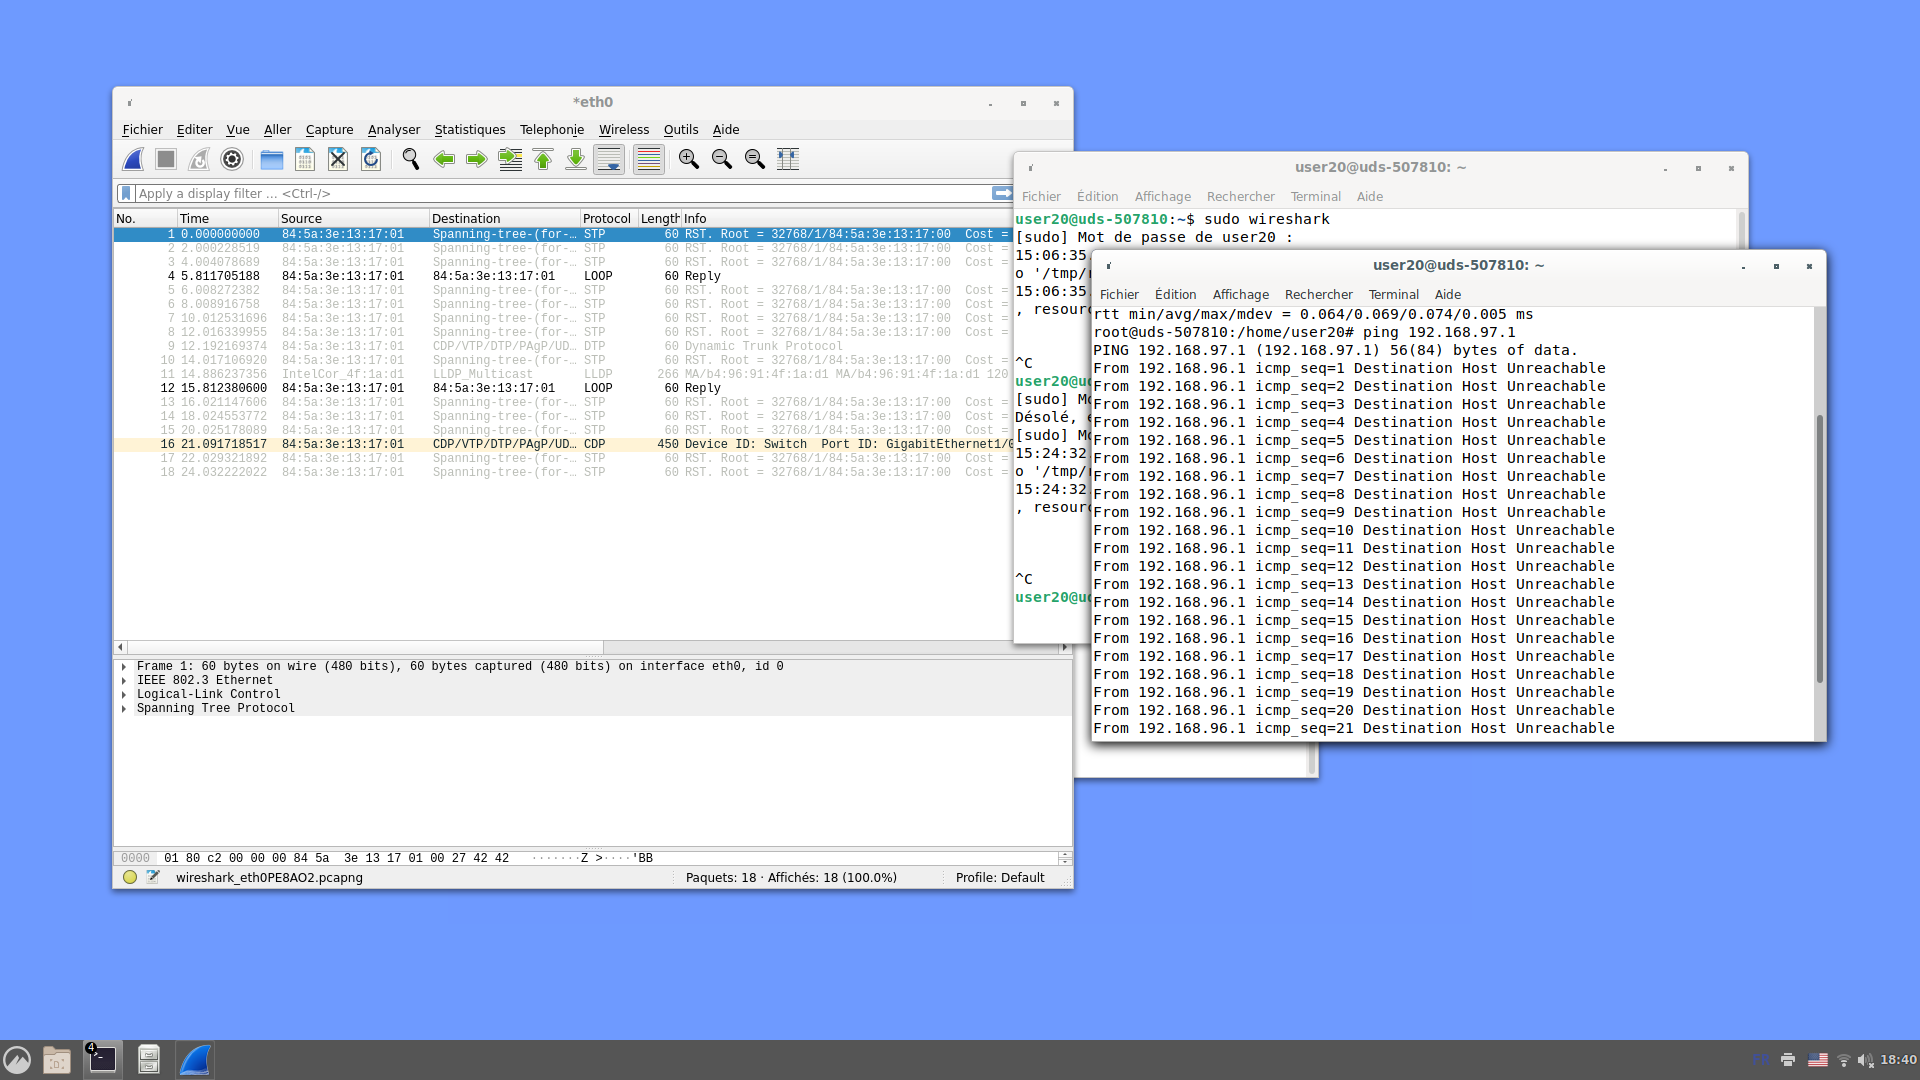 *eth0
Fichier Editer Vue Aller Capture Analyser Statistiques Telephonie Wireless Outils Aide
Apply a display filter … <Ctrl-/>
No. Time Source Destination Protocol Length Info
1 0.000000000 84:5a:3e:13:17:01 Spanning-tree-(for-… STP 60 RST. Root = 32768/1/84:5a:3e:13:17:00 Cost =
2 2.000228519 84:5a:3e:13:17:01 Spanning-tree-(for-… STP 60 RST. Root = 32768/1/84:5a:3e:13:17:00 Cost =
3 4.004078689 84:5a:3e:13:17:01 Spanning-tree-(for-… STP 60 RST. Root = 32768/1/84:5a:3e:13:17:00 Cost =
4 5.811705188 84:5a:3e:13:17:01 84:5a:3e:13:17:01 LOOP 60 Reply
5 6.008272382 84:5a:3e:13:17:01 Spanning-tree-(for-… STP 60 RST. Root = 32768/1/84:5a:3e:13:17:00 Cost =
6 8.008916758 84:5a:3e:13:17:01 Spanning-tree-(for-… STP 60 RST. Root = 32768/1/84:5a:3e:13:17:00 Cost =
7 10.012531696 84:5a:3e:13:17:01 Spanning-tree-(for-… STP 60 RST. Root = 32768/1/84:5a:3e:13:17:00 Cost =
8 12.016339955 84:5a:3e:13:17:01 Spanning-tree-(for-… STP 60 RST. Root = 32768/1/84:5a:3e:13:17:00 Cost =
9 12.192169374 84:5a:3e:13:17:01 CDP/VTP/DTP/PAgP/UD… DTP 60 Dynamic Trunk Protocol
10 14.017106920 84:5a:3e:13:17:01 Spanning-tree-(for-… STP 60 RST. Root = 32768/1/84:5a:3e:13:17:00 Cost =
11 14.886237356 IntelCor_4f:1a:d1 LLDP_Multicast LLDP 266 MA/b4:96:91:4f:1a:d1 MA/b4:96:91:4f:1a:d1 120
12 15.812380600 84:5a:3e:13:17:01 84:5a:3e:13:17:01 LOOP 60 Reply
13 16.021147606 84:5a:3e:13:17:01 Spanning-tree-(for-… STP 60 RST. Root = 32768/1/84:5a:3e:13:17:00 Cost =
14 18.024553772 84:5a:3e:13:17:01 Spanning-tree-(for-… STP 60 RST. Root = 32768/1/84:5a:3e:13:17:00 Cost =
15 20.025178089 84:5a:3e:13:17:01 Spanning-tree-(for-… STP 60 RST. Root = 32768/1/84:5a:3e:13:17:00 Cost =
16 21.091718517 84:5a:3e:13:17:01 CDP/VTP/DTP/PAgP/UD… CDP 450 Device ID: Switch Port ID: GigabitEthernet1/0
17 22.029321892 84:5a:3e:13:17:01 Spanning-tree-(for-… STP 60 RST. Root = 32768/1/84:5a:3e:13:17:00 Cost =
18 24.032222022 84:5a:3e:13:17:01 Spanning-tree-(for-… STP 60 RST. Root = 32768/1/84:5a:3e:13:17:00 Cost =
Frame 1: 60 bytes on wire (480 bits), 60 bytes captured (480 bits) on interface eth0, id 0
IEEE 802.3 Ethernet
Logical-Link Control
Spanning Tree Protocol
0000 01 80 c2 00 00 00 84 5a 3e 13 17 01 00 27 42 42 ·······Z >····'BB
wireshark_eth0PE8AO2.pcapng Paquets: 18 · Affichés: 18 (100.0%) Profile: Default
user20@uds-507810: ~
Fichier Édition Affichage Rechercher Terminal Aide
user20@uds-507810:~$ sudo wireshark
[sudo] Mot de passe de user20 :
15:06:35
o '/tmp/
15:06:35
, resour
^C
user20@u
[sudo] M
Désolé,
[sudo] M
15:24:32
o '/tmp/
15:24:32
, resour
^C
user20@u
user20@uds-507810: ~
Fichier Édition Affichage Rechercher Terminal Aide
rtt min/avg/max/mdev = 0.064/0.069/0.074/0.005 ms
root@uds-507810:/home/user20# ping 192.168.97.1
PING 192.168.97.1 (192.168.97.1) 56(84) bytes of data.
From 192.168.96.1 icmp_seq=1 Destination Host Unreachable
From 192.168.96.1 icmp_seq=2 Destination Host Unreachable
From 192.168.96.1 icmp_seq=3 Destination Host Unreachable
From 192.168.96.1 icmp_seq=4 Destination Host Unreachable
From 192.168.96.1 icmp_seq=5 Destination Host Unreachable
From 192.168.96.1 icmp_seq=6 Destination Host Unreachable
From 192.168.96.1 icmp_seq=7 Destination Host Unreachable
From 192.168.96.1 icmp_seq=8 Destination Host Unreachable
From 192.168.96.1 icmp_seq=9 Destination Host Unreachable
From 192.168.96.1 icmp_seq=10 Destination Host Unreachable
From 192.168.96.1 icmp_seq=11 Destination Host Unreachable
From 192.168.96.1 icmp_seq=12 Destination Host Unreachable
From 192.168.96.1 icmp_seq=13 Destination Host Unreachable
From 192.168.96.1 icmp_seq=14 Destination Host Unreachable
From 192.168.96.1 icmp_seq=15 Destination Host Unreachable
From 192.168.96.1 icmp_seq=16 Destination Host Unreachable
From 192.168.96.1 icmp_seq=17 Destination Host Unreachable
From 192.168.96.1 icmp_seq=18 Destination Host Unreachable
From 192.168.96.1 icmp_seq=19 Destination Host Unreachable
From 192.168.96.1 icmp_seq=20 Destination Host Unreachable
From 192.168.96.1 icmp_seq=21 Destination Host Unreachable
4
18:40